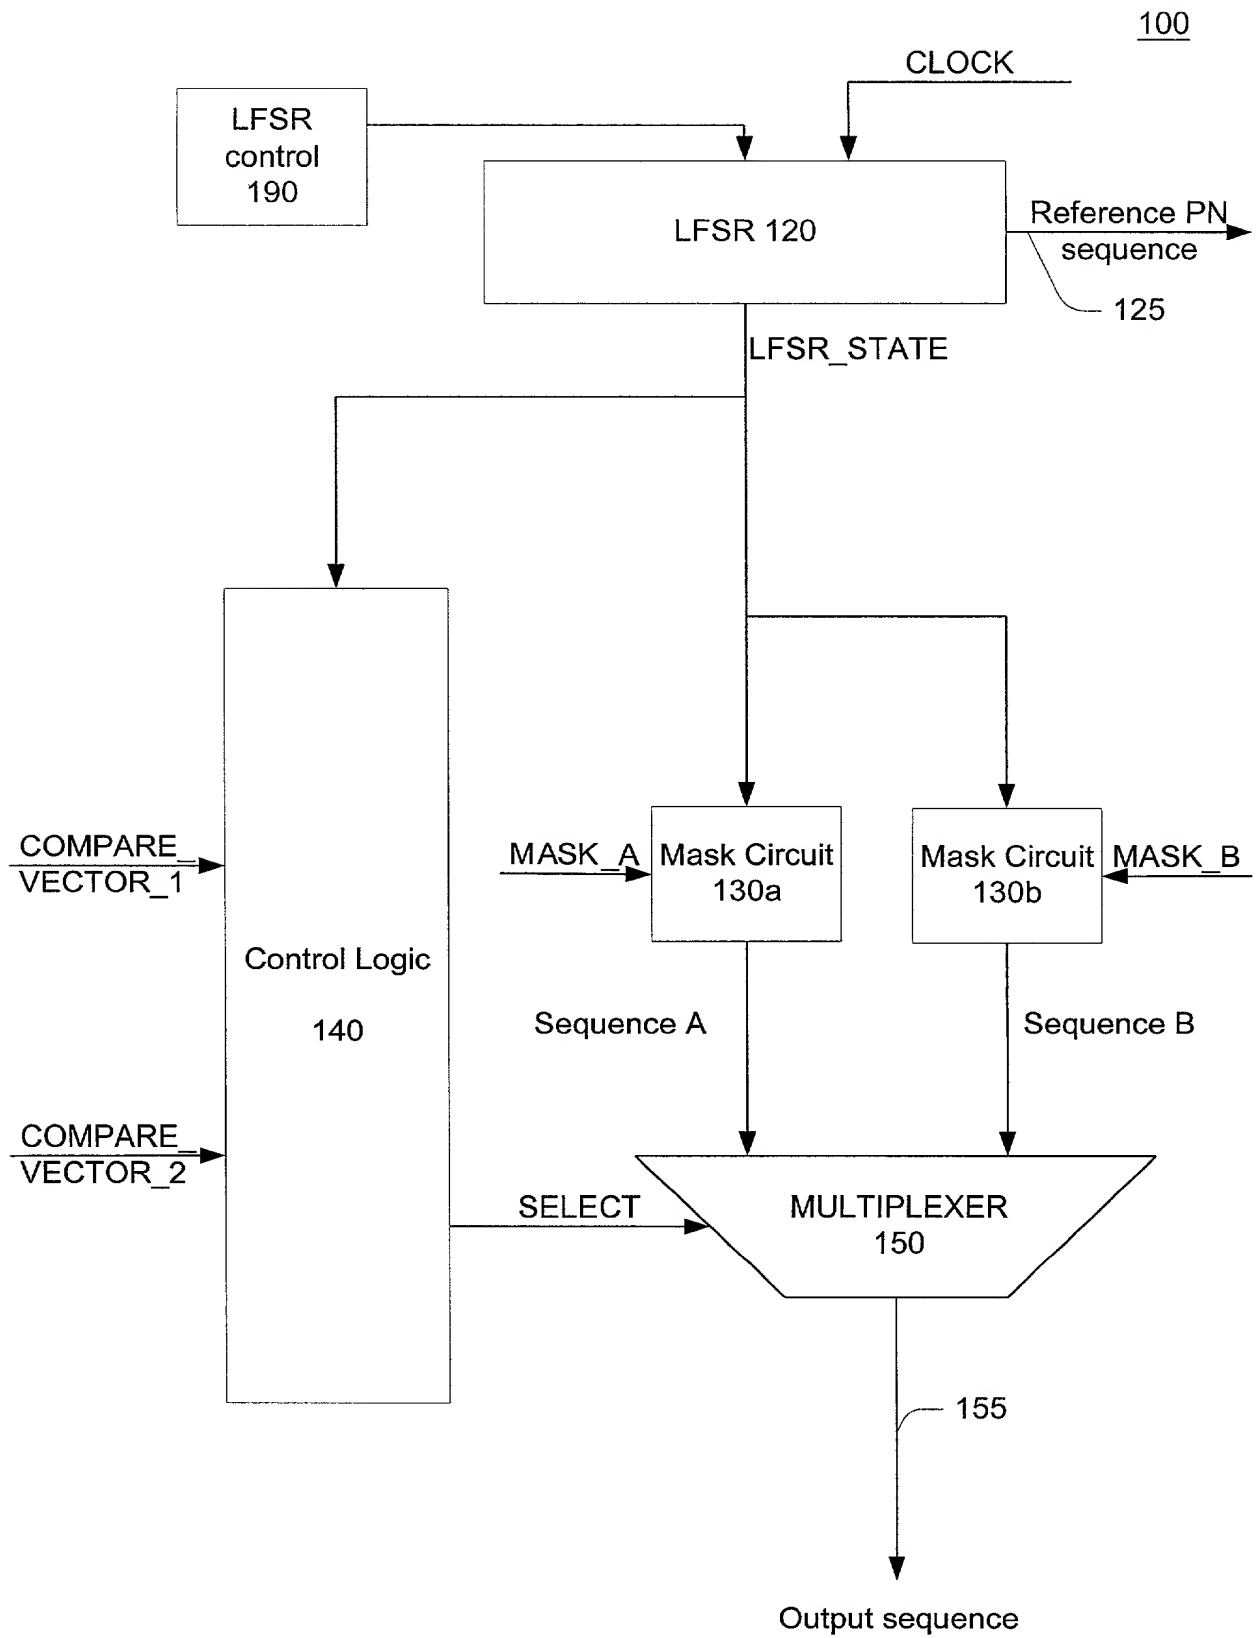 100
CLOCK
LFSR
control
190
LFSR 120
Reference PN
sequence
125
LFSR_STATE
COMPARE_
VECTOR_1
MASK_A
Mask Circuit
130a
Mask Circuit
130b
MASK_B
Control Logic
140
Sequence A
Sequence B
COMPARE_
VECTOR_2
SELECT
MULTIPLEXER
150
155
Output sequence